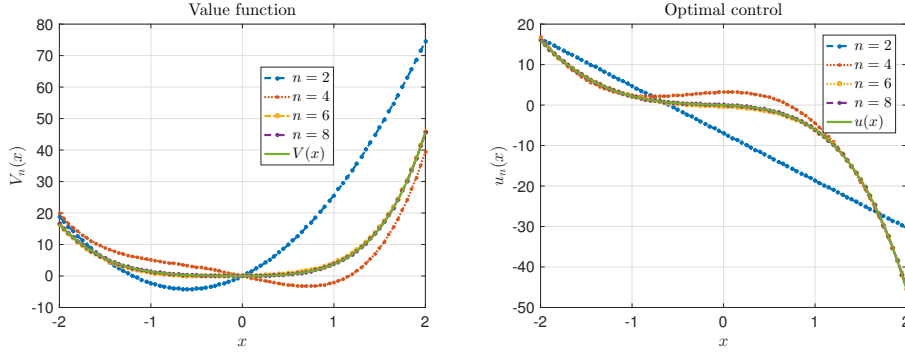 Value function
80
70
60
50
40
30
20
10
0
-10
-2
-1
0
1
2
x
V_n(x)
n = 2
n = 4
n = 6
n = 8
V(x)
Optimal control
20
10
0
-10
-20
-30
-40
-50
-2
-1
0
1
2
x
u_n(x)
n = 2
n = 4
n = 6
n = 8
u(x)